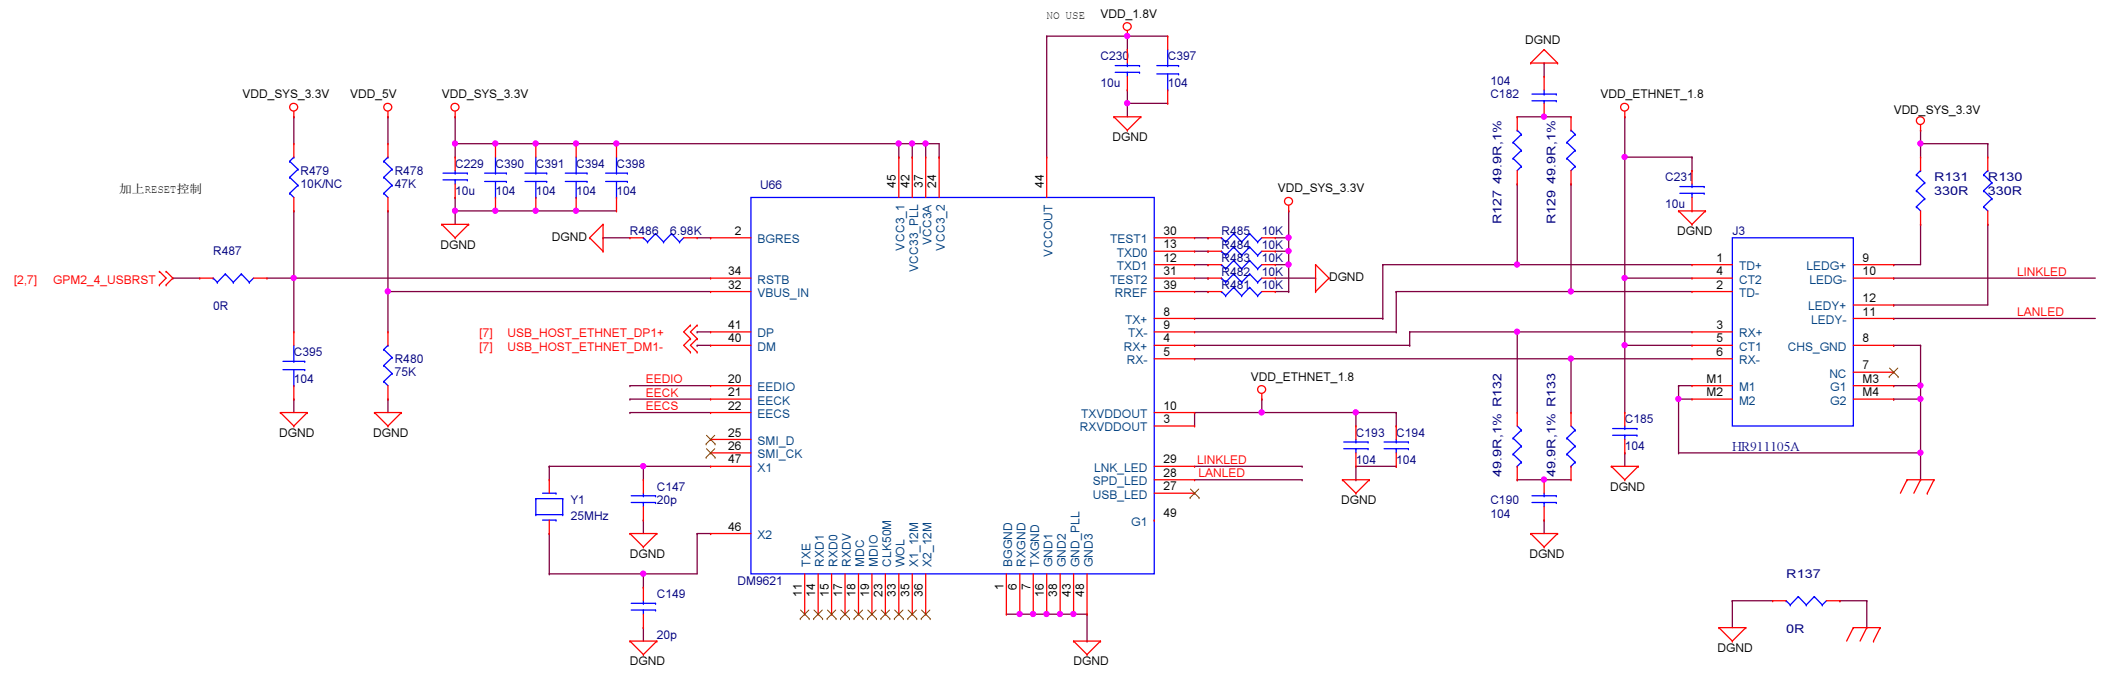 NO USE
VDD_1.8V
C230
10u
C397
104
DGND
VDD_SYS_3.3V
VDD_5V
VDD_SYS_3.3V
加上RESET控制
R479
10K/NC
R478
47K
C229
10u
C390
104
C391
104
C394
104
C398
104
DGND
R487
0R
[2,7] GPM2_4_USBRST
C395
104
DGND
R480
75K
DGND
DGND
R486 6.98K
[7] USB_HOST_ETHNET_DP1+
[7] USB_HOST_ETHNET_DM1-
EEDIO
EECK
EECS
Y1
25MHz
C147
20p
DGND
C149
20p
DGND
U66
DM9621
2 BGRES
34 RSTB
32 VBUS_IN
41 DP
40 DM
20 EEDIO
21 EECK
22 EECS
25 SMI_D
26 SMI_CK
47 X1
46 X2
45 VCC3_1
42 VCC33_PLL
37 VCC3A
24 VCC3_2
44 VCCOUT
TEST1 30
TXD0 13
TXD1 12
TEST2 31
RREF 39
TX+ 8
TX- 9
RX+ 4
RX- 5
TXVDDOUT 10
RXVDDOUT 3
LNK_LED 29
SPD_LED 28
USB_LED 27
G1 49
TXE 11
RXD1 14
RXD0 15
RXDV 17
MDC 18
MDIO 19
CLK50M 23
WOL 33
X1_12M 35
X2_12M 36
BGGND 1
RXGND 6
TXGND 7
GND1 16
GND2 38
GND_PLL 43
GND3 48
DGND
VDD_SYS_3.3V
R485 10K
R484 10K
R483 10K
R482 10K
R481 10K
DGND
VDD_ETHNET_1.8
C193
104
C194
104
DGND
LINKLED
LANLED
DGND
104
C182
R127 49.9R,1%
R129 49.9R,1%
49.9R,1% R132
49.9R,1% R133
C190
104
DGND
VDD_ETHNET_1.8
C231
10u
DGND
C185
104
DGND
VDD_SYS_3.3V
R131
330R
R130
330R
J3
1 TD+
4 CT2
2 TD-
3 RX+
5 CT1
6 RX-
M1 M1
M2 M2
LEDG+ 9
LEDG- 10
LEDY+ 12
LEDY- 11
CHS_GND 8
NC 7
G1 M3
G2 M4
HR911105A
LINKLED
LANLED
R137
0R
DGND